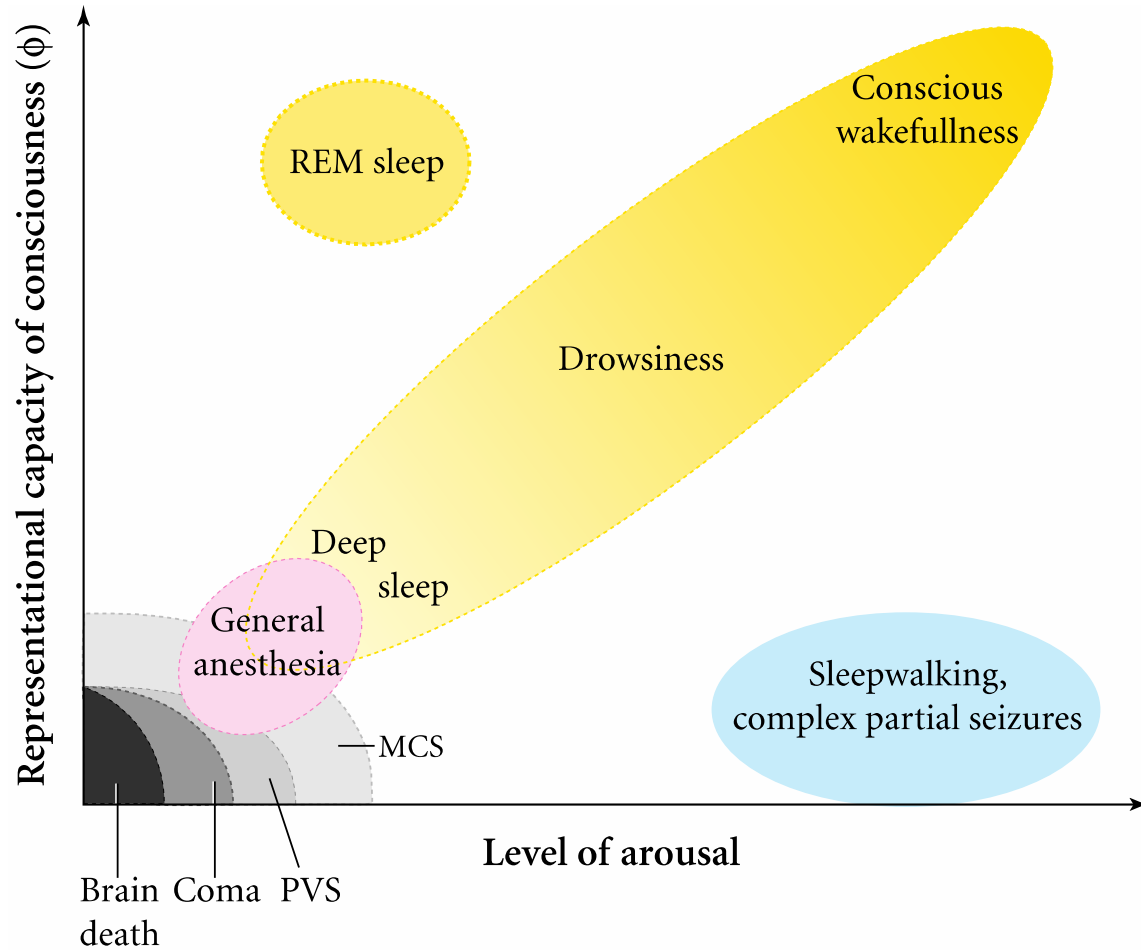 Representational capacity of consciousness (ϕ)
Conscious
wakefullness
REM sleep
Drowsiness
Deep
sleep
General
anesthesia
Sleepwalking,
complex partial seizures
MCS
Level of arousal
Brain
death
Coma
PVS